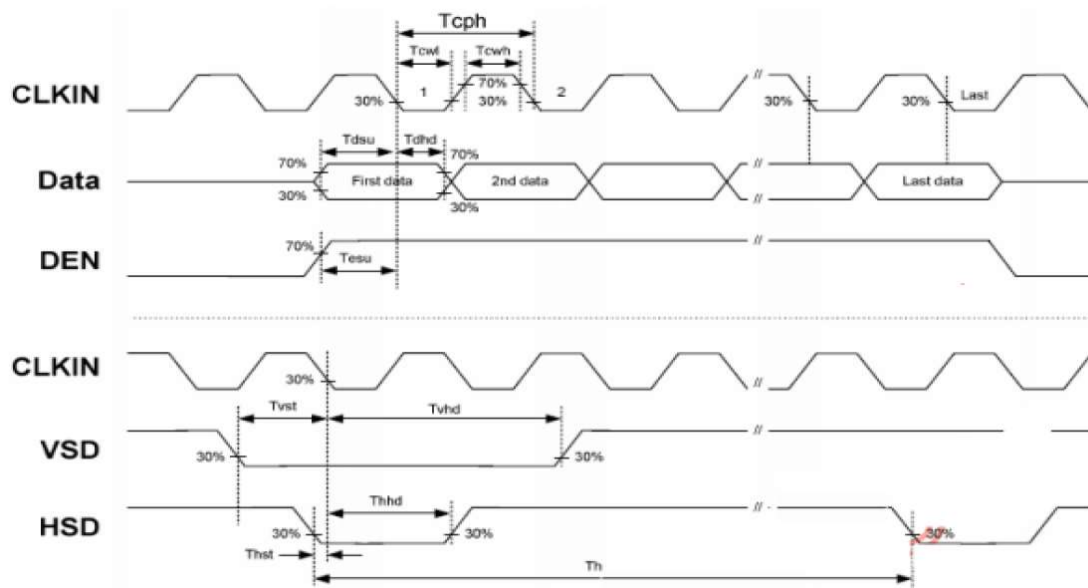 Tcph
Tcwl Tcwh
CLKIN 30% 1 70% 30% 2 // 30% 30% Last
Tdsu Tdhd
70% 70%
Data First data 2nd data // Last data
30% 30%
DEN 70% //
Tesu
CLKIN 30% //
Tvst Tvhd
VSD 30% 30% //
Thhd
HSD 30% 30% // 30%
Thst
Th